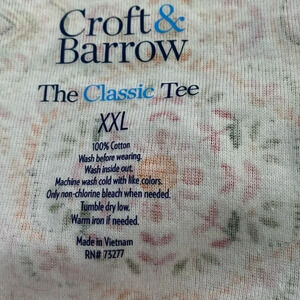 Croft&
Barrow
The Classic Tee
XXL
100% Cotton
Wash before wearing.
Wash inside out.
Machine wash cold with like colors.
Only non-chlorine bleach when needed.
Tumble dry low.
Warm iron if needed.
Made in Vietnam
RN# 73277